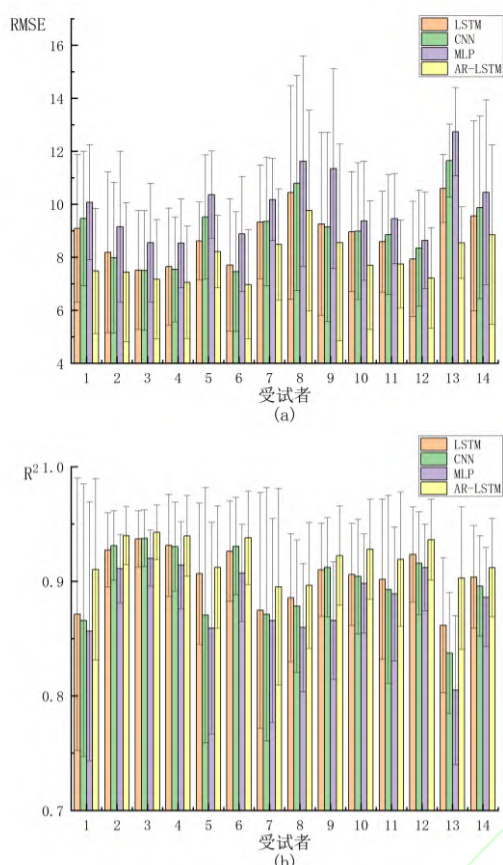 RMSE
LSTM
CNN
MLP
AR-LSTM
16
14
12
10
8
6
4
1 2 3 4 5 6 7 8 9 10 11 12 13 14
受试者
(a)
R² 1.0
LSTM
CNN
MLP
AR-LSTM
0.9
0.8
0.7
1 2 3 4 5 6 7 8 9 10 11 12 13 14
受试者
(b)